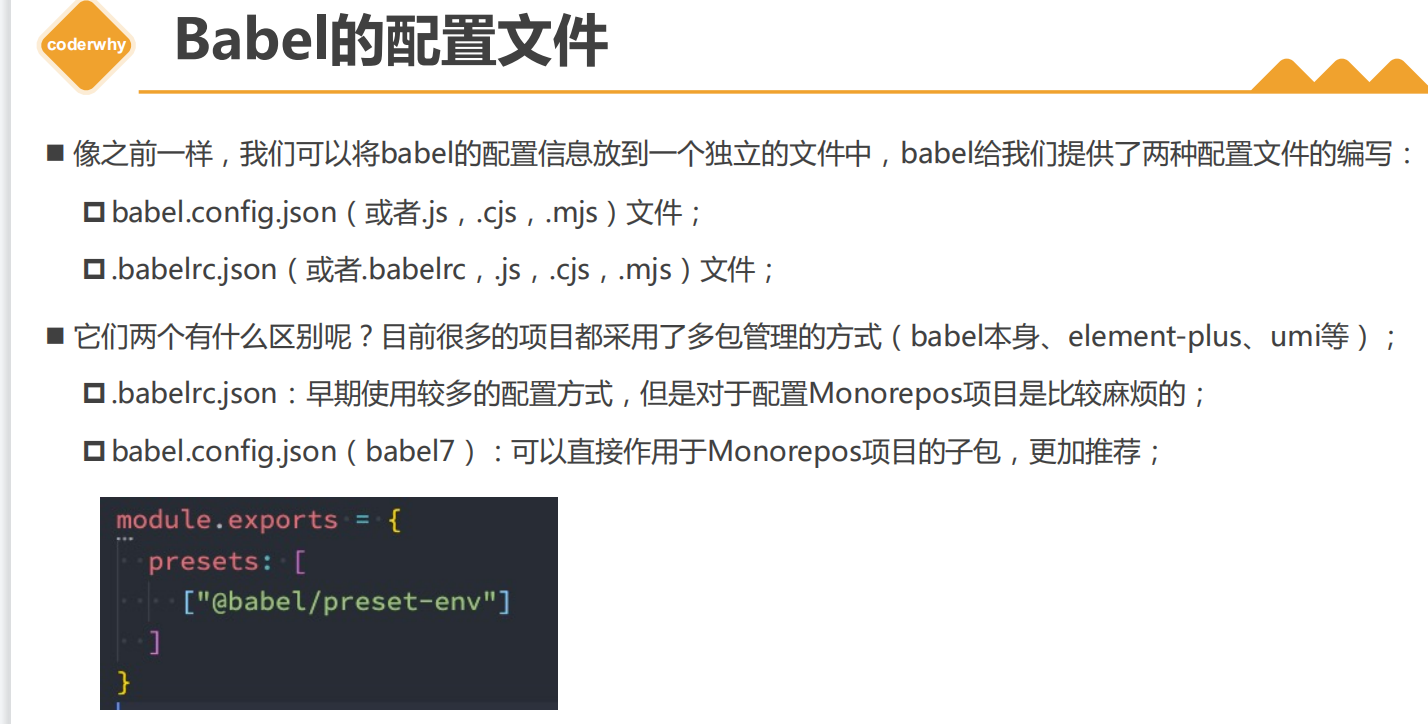 coderwhy
Babel的配置文件
像之前一样，我们可以将babel的配置信息放到一个独立的文件中，babel给我们提供了两种配置文件的编写：
babel.config.json（或者.js，.cjs，.mjs）文件；
.babelrc.json（或者.babelrc，.js，.cjs，.mjs）文件；
它们两个有什么区别呢？目前很多的项目都采用了多包管理的方式（babel本身、element-plus、umi等）；
.babelrc.json：早期使用较多的配置方式，但是对于配置Monorepos项目是比较麻烦的；
babel.config.json（babel7）：可以直接作用于Monorepos项目的子包，更加推荐；
module.exports = {
  presets: [
    ["@babel/preset-env"]
  ]
}